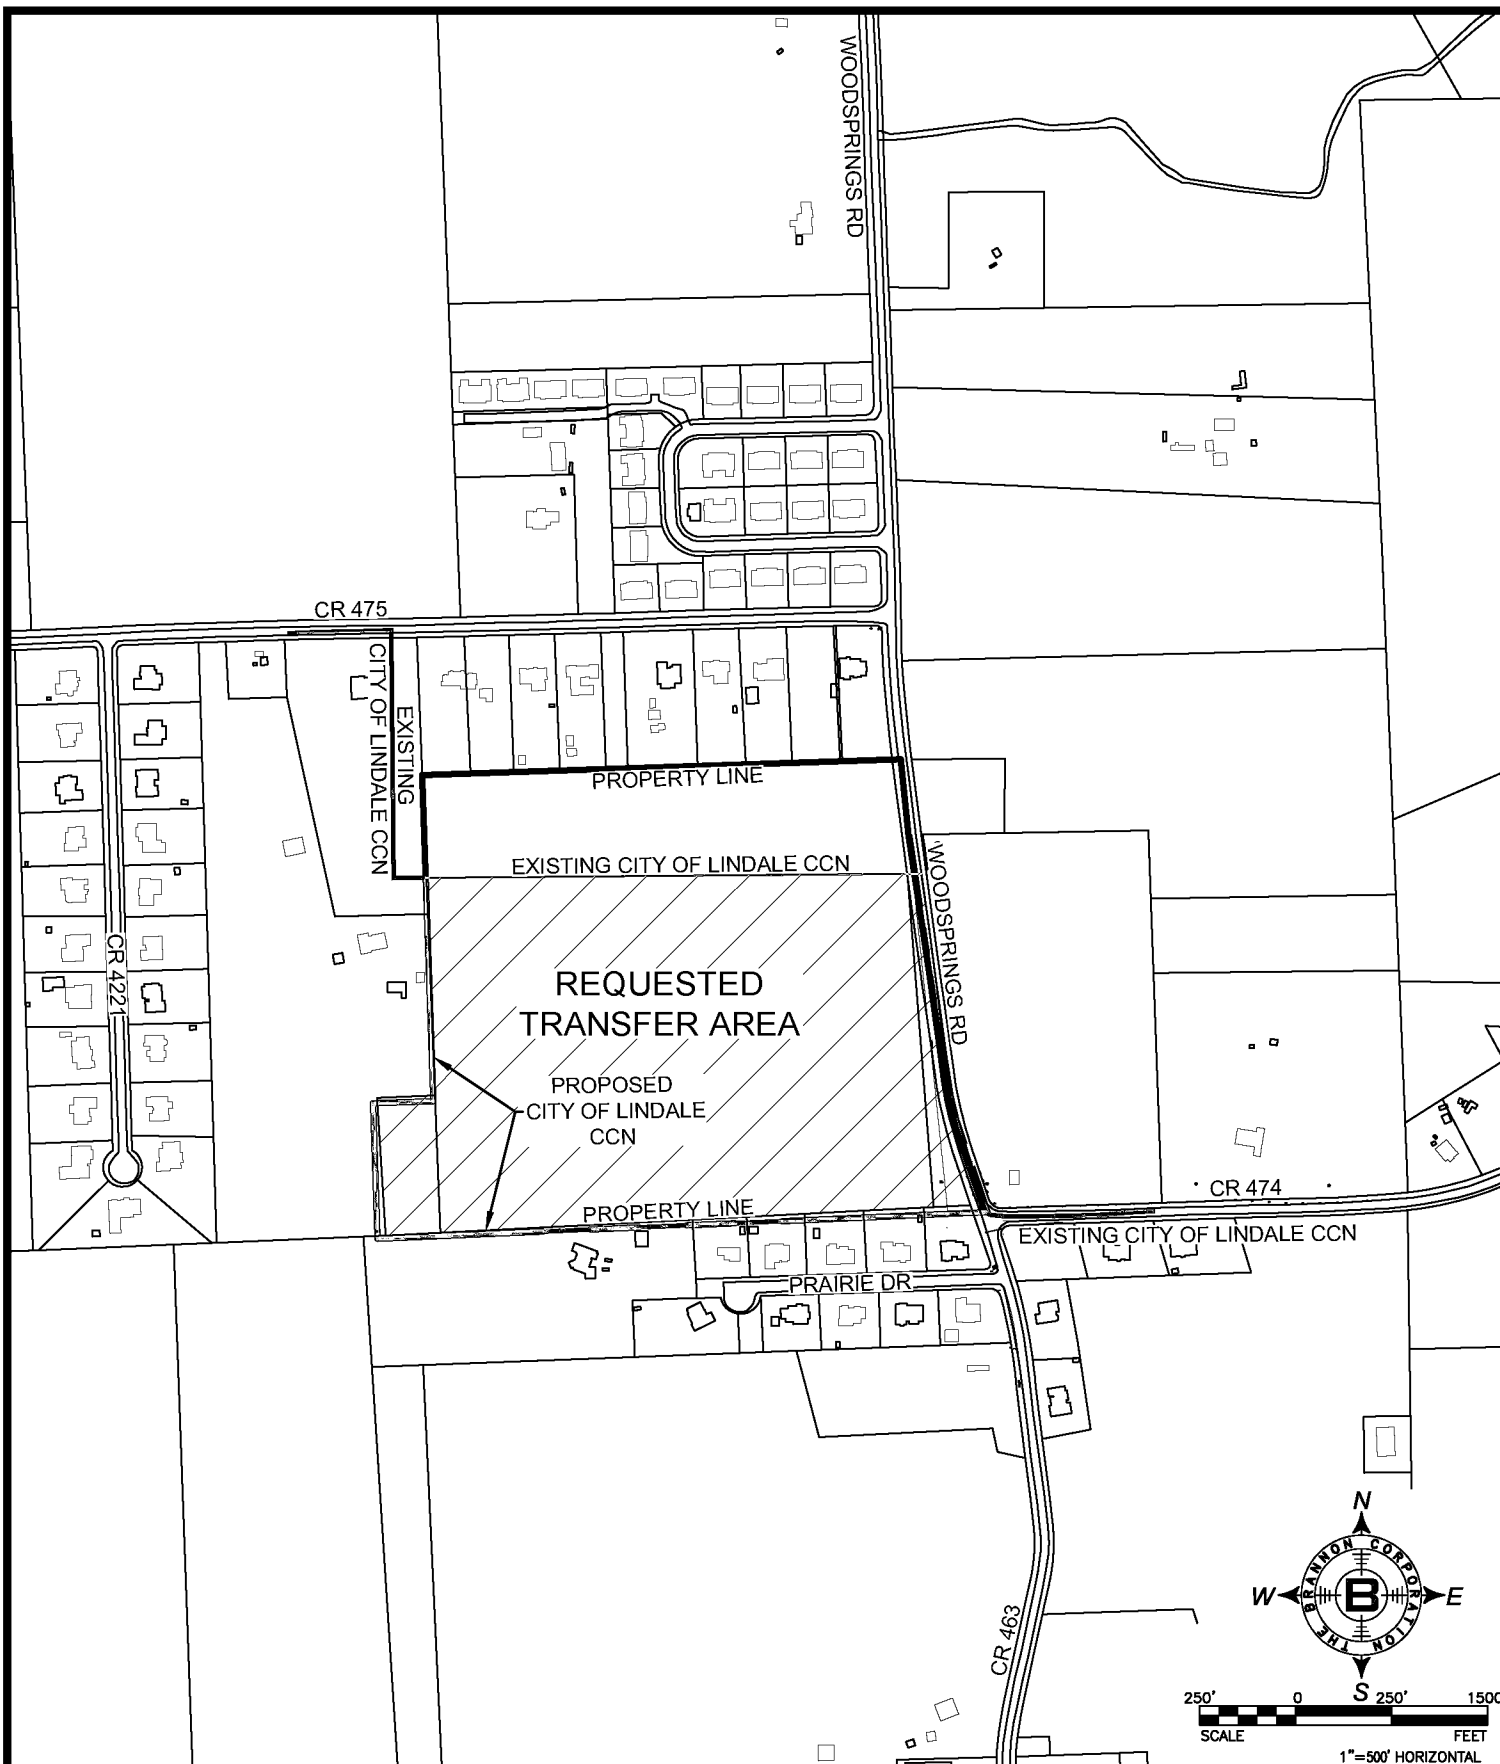 WOODSPRINGS RD
CR 475
CITY OF LINDALE CCN
EXISTING
PROPERTY LINE
EXISTING CITY OF LINDALE CCN
WOODSPRINGS RD
CR 4221
REQUESTED
TRANSFER AREA
PROPOSED
CITY OF LINDALE
CCN
PROPERTY LINE
CR 474
EXISTING CITY OF LINDALE CCN
PRAIRIE DR
CR 463
N
W
E
S
THE BRANNON CORPORATION
B
250' 0 250' 1500
SCALE FEET
1"=500' HORIZONTAL